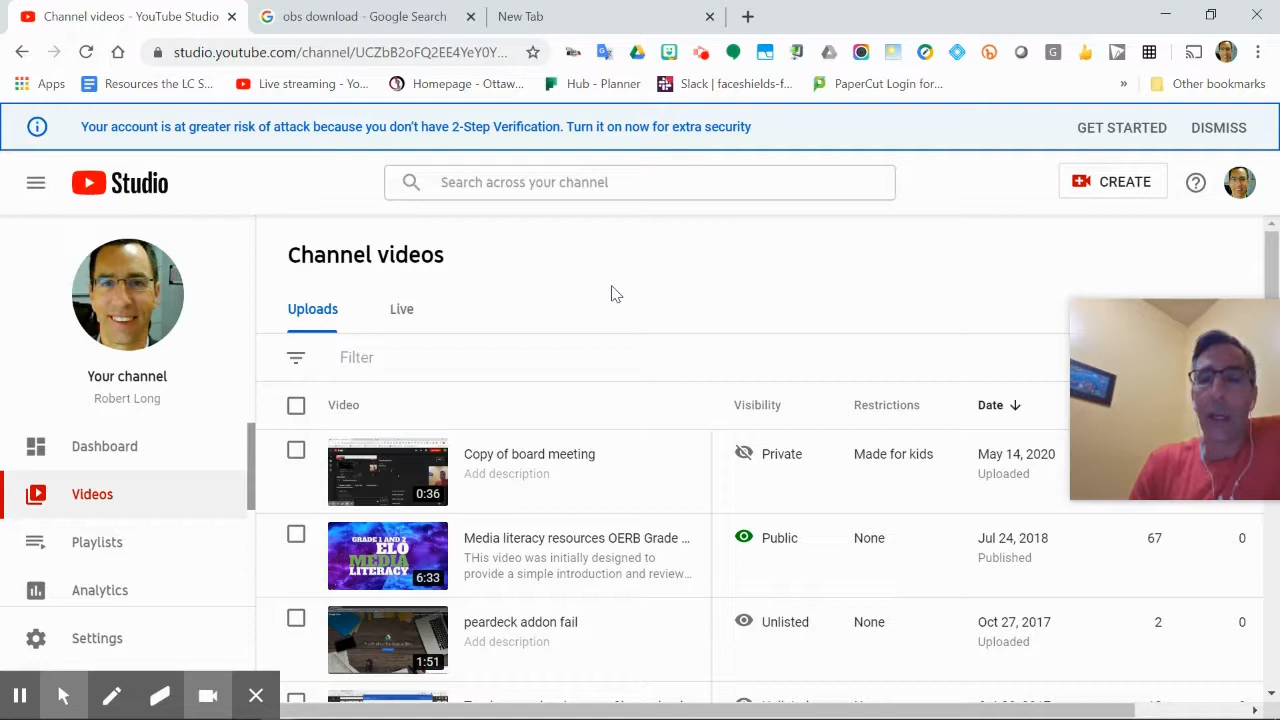 Channel videos - YouTube Studio
obs download - Google Search
New Tab
studio.youtube.com/channel/UCZbB2oFQ2EE4YeY0Y...
Apps
Resources the LC S...
Live streaming - Yo...
Homepage - Ottaw...
Hub - Planner
Slack | faceshields-f...
PaperCut Login for...
»
Other bookmarks
Your account is at greater risk of attack because you don't have 2-Step Verification. Turn it on now for extra security
GET STARTED
DISMISS
Studio
Search across your channel
CREATE
Channel videos
Uploads
Live
Your channel
Robert Long
Dashboard
Videos
Playlists
Analytics
Settings
Filter
Video
Visibility
Restrictions
Date
0:36
Copy of board meeting
Add description
Private
Made for kids
May 14, 2020
Uploaded
GRADE 1 AND 2
ELO
MEDIA
LITERACY
6:33
Media literacy resources OERB Grade ...
THis video was initially designed to
provide a simple introduction and review...
Public
None
Jul 24, 2018
Published
67
0
1:51
peardeck addon fail
Add description
Unlisted
None
Oct 27, 2017
Uploaded
2
0